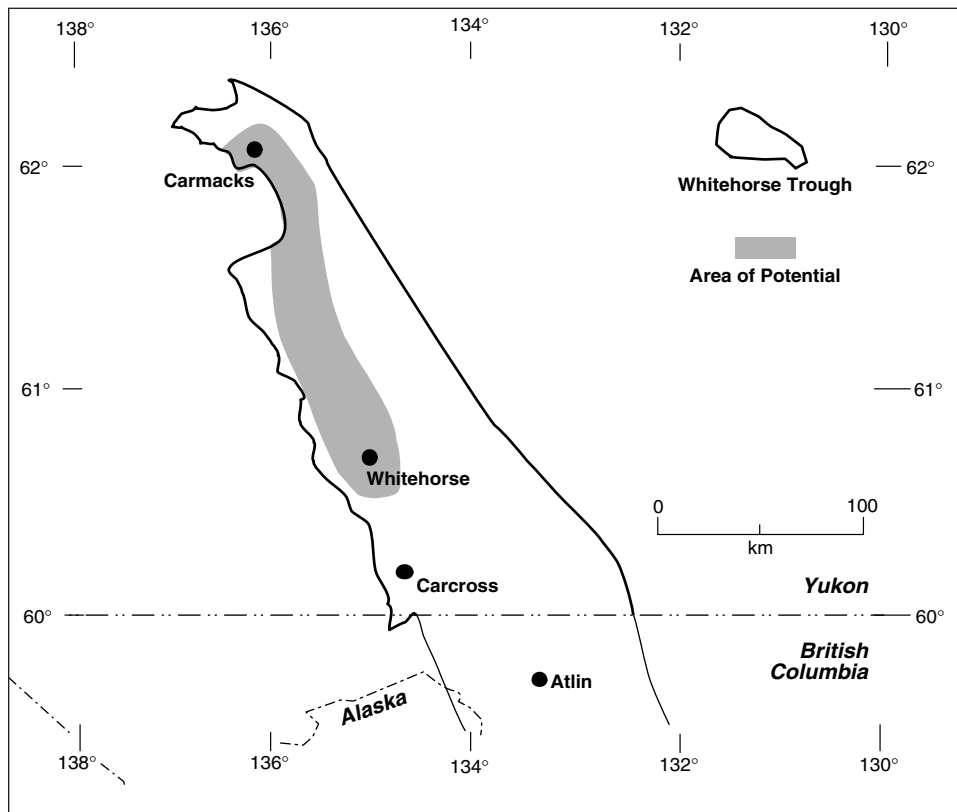 138° 136° 134° 132° 130°
62° 62°
Carmacks
Whitehorse Trough
Area of Potential
61° 61°
Whitehorse
0 100
km
Carcross
Yukon
60° 60°
British
Columbia
Atlin
Alaska
138° 136° 134° 132° 130°